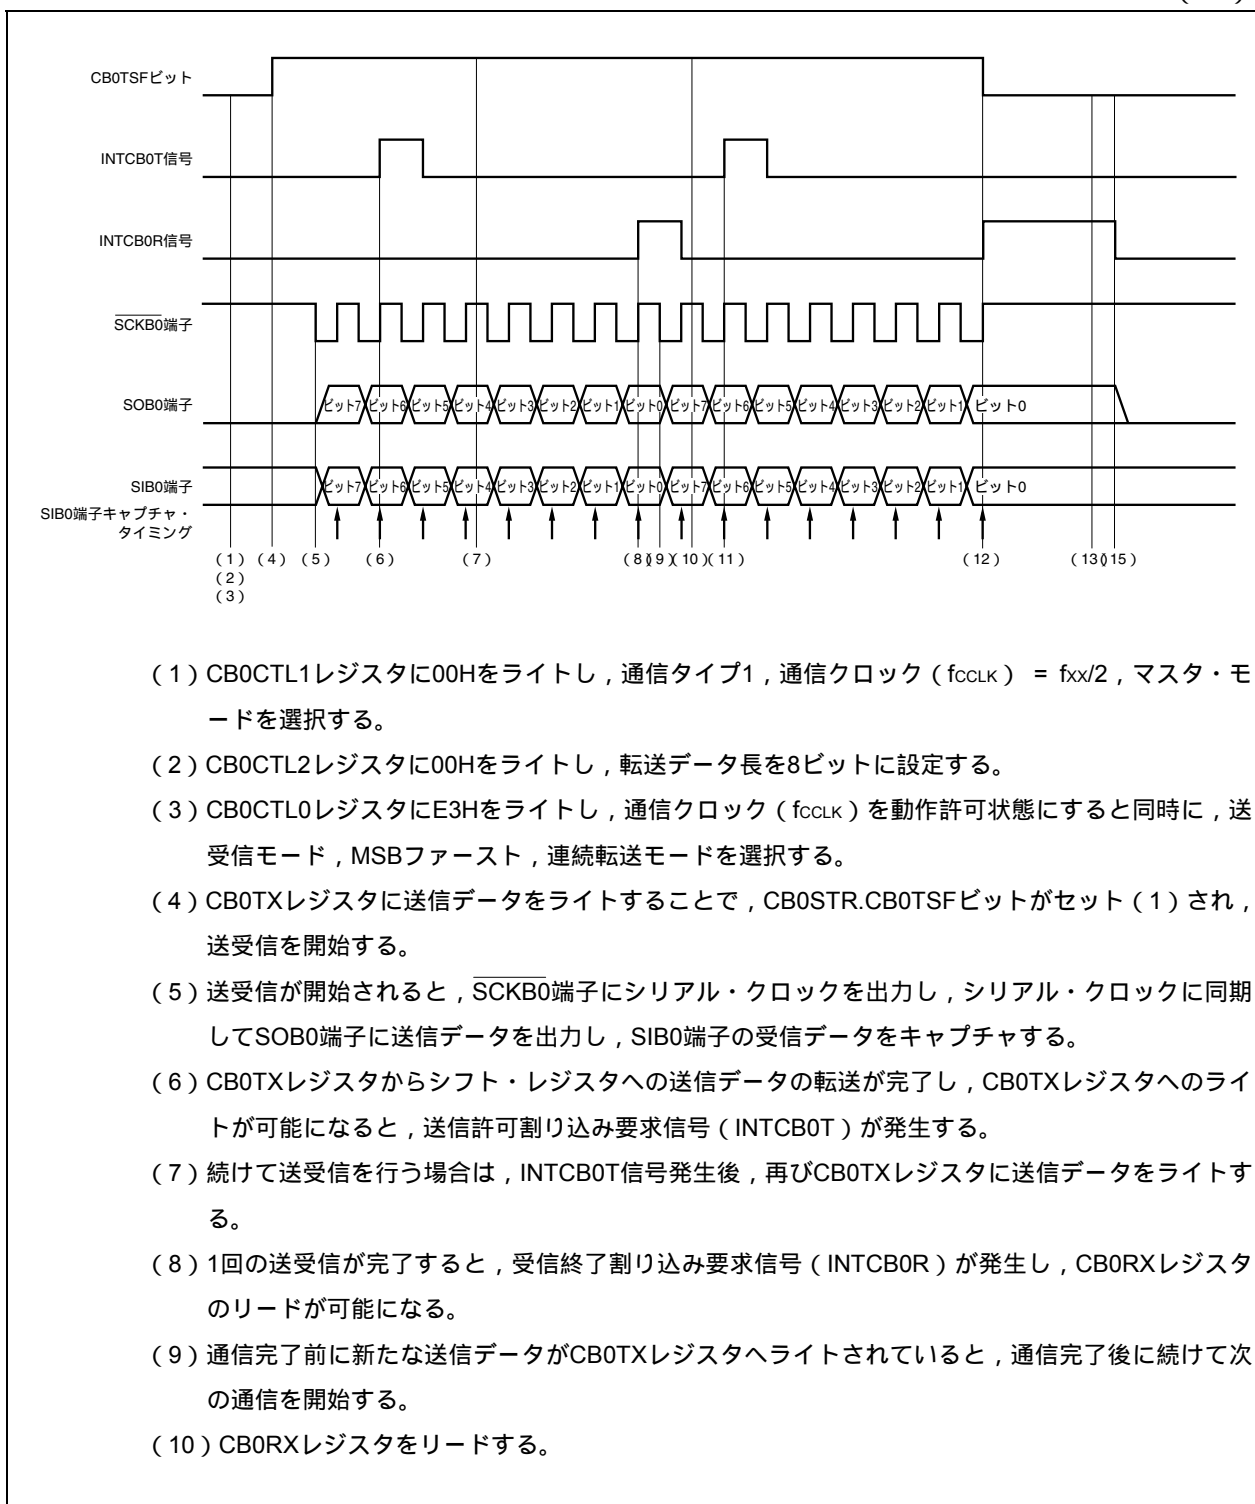 CB0TSFビット
INTCB0T信号
INTCB0R信号
SCKB0端子
SOB0端子
ビット7 ビット6 ビット5 ビット4 ビット3 ビット2 ビット1 ビット0 ビット7 ビット6 ビット5 ビット4 ビット3 ビット2 ビット1 ビット0
SIB0端子
ビット7 ビット6 ビット5 ビット4 ビット3 ビット2 ビット1 ビット0 ビット7 ビット6 ビット5 ビット4 ビット3 ビット2 ビット1 ビット0
SIB0端子キャプチャ・
タイミング
(1) (4) (5) (6) (7) (8) (9) (10) (11) (12) (13) (15)
(2)
(3)
(1)CB0CTL1レジスタに00Hをライトし,通信タイプ1,通信クロック(fCCLK) = fXX/2,マスタ・モ
ードを選択する。
(2)CB0CTL2レジスタに00Hをライトし,転送データ長を8ビットに設定する。
(3)CB0CTL0レジスタにE3Hをライトし,通信クロック(fCCLK)を動作許可状態にすると同時に,送
受信モード,MSBファースト,連続転送モードを選択する。
(4)CB0TXレジスタに送信データをライトすることで,CB0STR.CB0TSFビットがセット(1)され,
送受信を開始する。
(5)送受信が開始されると,SCKB0端子にシリアル・クロックを出力し,シリアル・クロックに同期
してSOB0端子に送信データを出力し,SIB0端子の受信データをキャプチャする。
(6)CB0TXレジスタからシフト・レジスタへの送信データの転送が完了し,CB0TXレジスタへのライ
トが可能になると,送信許可割り込み要求信号(INTCB0T)が発生する。
(7)続けて送受信を行う場合は,INTCB0T信号発生後,再びCB0TXレジスタに送信データをライトす
る。
(8)1回の送受信が完了すると,受信終了割り込み要求信号(INTCB0R)が発生し,CB0RXレジスタ
のリードが可能になる。
(9)通信完了前に新たな送信データがCB0TXレジスタへライトされていると,通信完了後に続けて次
の通信を開始する。
(10)CB0RXレジスタをリードする。